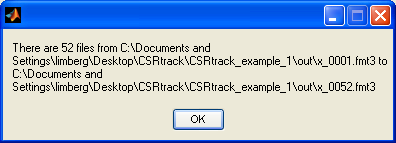 There are 52 files from C:\Documents and
Settings\limberg\Desktop\CSRtrack\CSRtrack_example_1\out\x_0001.fmt3 to
C:\Documents and
Settings\limberg\Desktop\CSRtrack\CSRtrack_example_1\out\x_0052.fmt3
OK